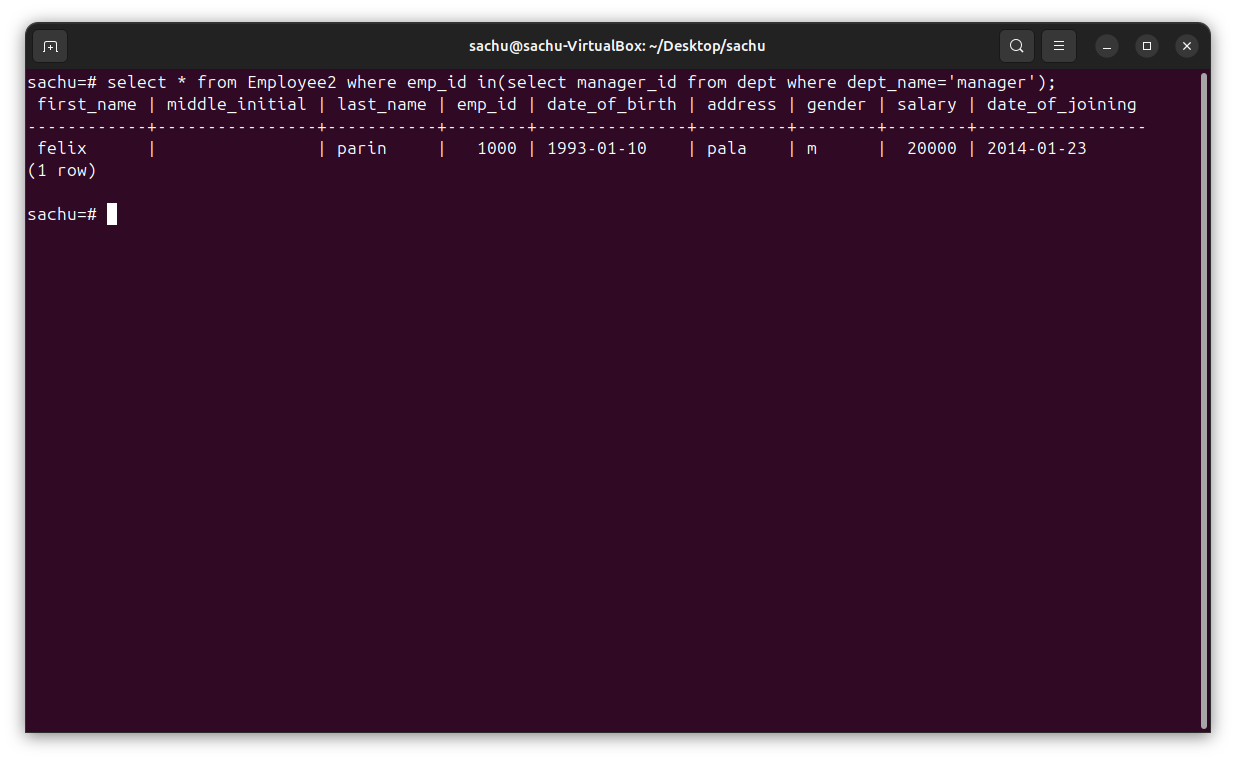 sachu@sachu-VirtualBox: ~/Desktop/sachu
sachu=# select * from Employee2 where emp_id in(select manager_id from dept where dept_name='manager');
 first_name | middle_initial | last_name | emp_id | date_of_birth | address | gender | salary | date_of_joining
------------+----------------+-----------+--------+---------------+---------+--------+--------+-----------------
 felix      |                | parin     |   1000 | 1993-01-10    | pala    | m      |  20000 | 2014-01-23
(1 row)
sachu=#